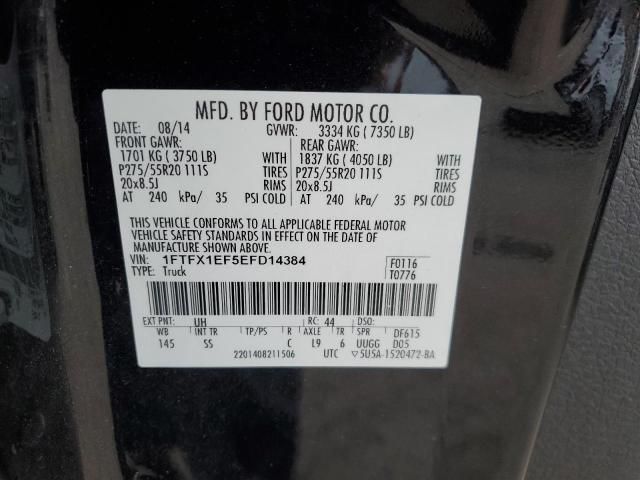 MFD. BY FORD MOTOR CO.
DATE: 08/14 GVWR: 3334 KG ( 7350 LB)
FRONT GAWR: REAR GAWR:
1701 KG ( 3750 LB) WITH 1837 KG ( 4050 LB) WITH
P275/55R20 111S TIRES P275/55R20 111S TIRES
20x8.5J RIMS 20x8.5J RIMS
AT 240 kPa/ 35 PSI COLD AT 240 kPa/ 35 PSI COLD
THIS VEHICLE CONFORMS TO ALL APPLICABLE FEDERAL MOTOR
VEHICLE SAFETY STANDARDS IN EFFECT ON THE DATE OF
MANUFACTURE SHOWN ABOVE.
VIN: 1FTFX1EF5EFD14384 F0116
TYPE: Truck T0776
EXT PNT: UH RC: 44 DSO:
WB INT TR TP/PS R AXLE TR SPR DF615
145 SS C L9 6 UUGG D05
2201408211506 UTC ▽5U5A-1520472-BA